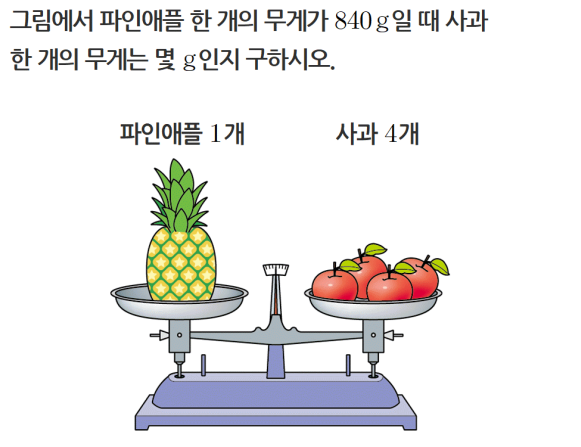 그림에서 파인애플 한 개의 무게가 840 g일 때 사과
한 개의 무게는 몇 g인지 구하시오.
파인애플 1개
사과 4개